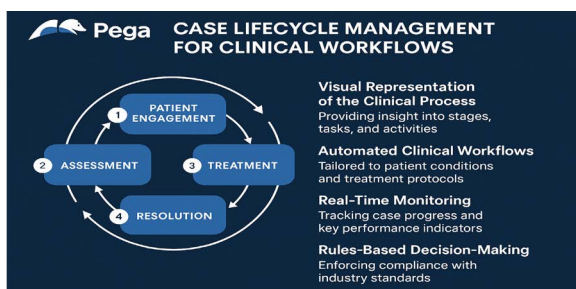 Pega
CASE LIFECYCLE MANAGEMENT
FOR CLINICAL WORKFLOWS
1
PATIENT
ENGAGEMENT
2
ASSESSMENT
3
TREATMENT
4
RESOLUTION
Visual Representation
of the Clinical Process
Providing insight into stages,
tasks, and activities
Automated Clinical Workflows
Tailored to patient conditions
and treatment protocols
Real-Time Monitoring
Tracking case progress and
key performance indicators
Rules-Based Decision-Making
Enforcing compliance with
industry standards